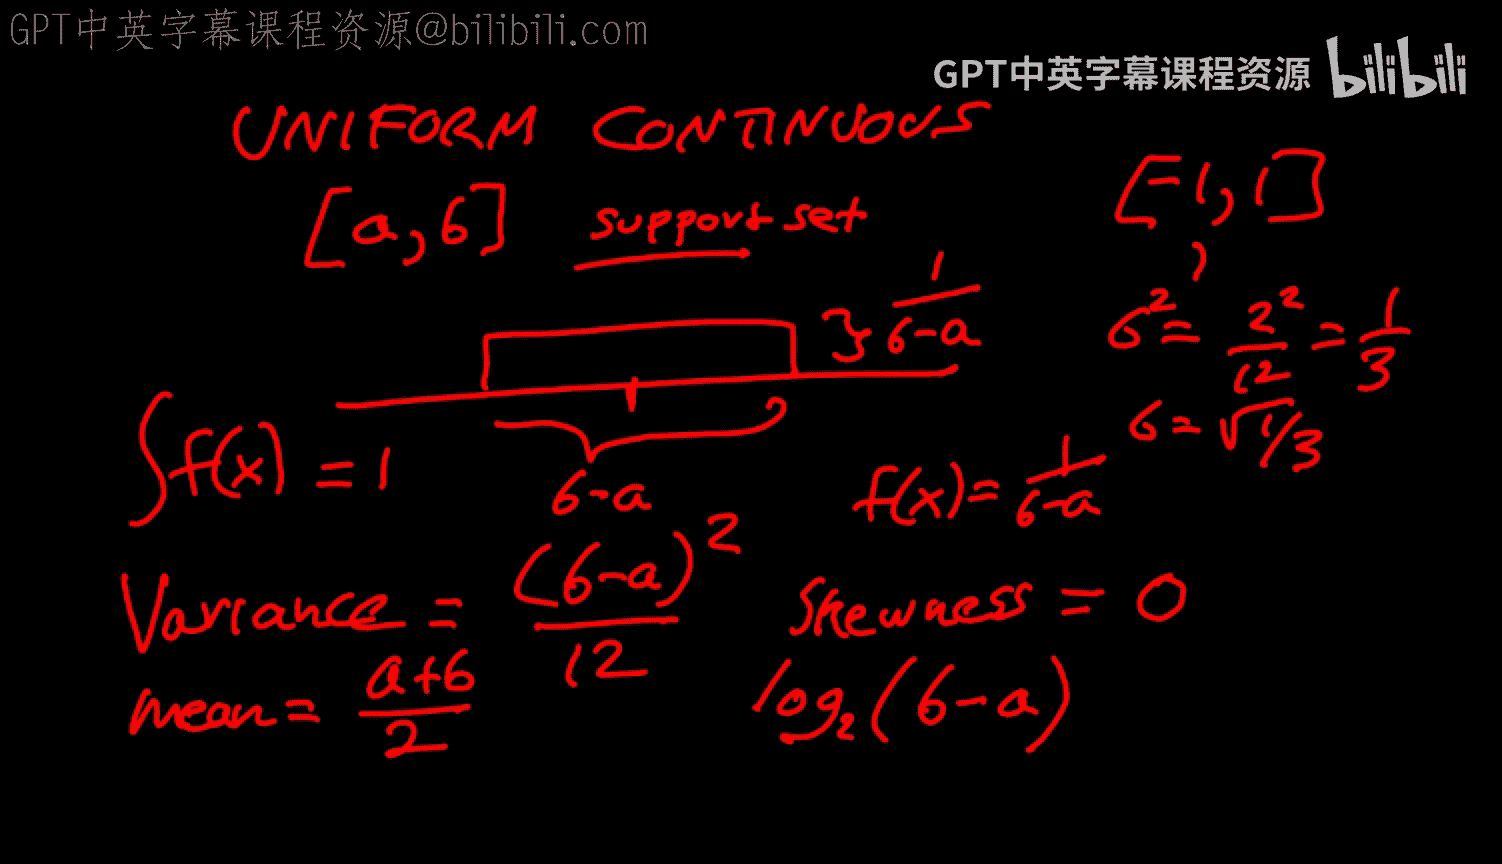 GPT中英字幕课程资源@bilibili.com
GPT中英字幕课程资源 bilibili
UNIFORM CONTINUOUS
[a,b] support set
[-1,1]
,
} 1/(b-a)
σ² = 2²/12 = 1/3
σ = √1/3
∫f(x) = 1
b-a
f(x) = 1/(b-a)
Variance = (b-a)²/12
Skewness = 0
mean = (a+b)/2
log₂(b-a)